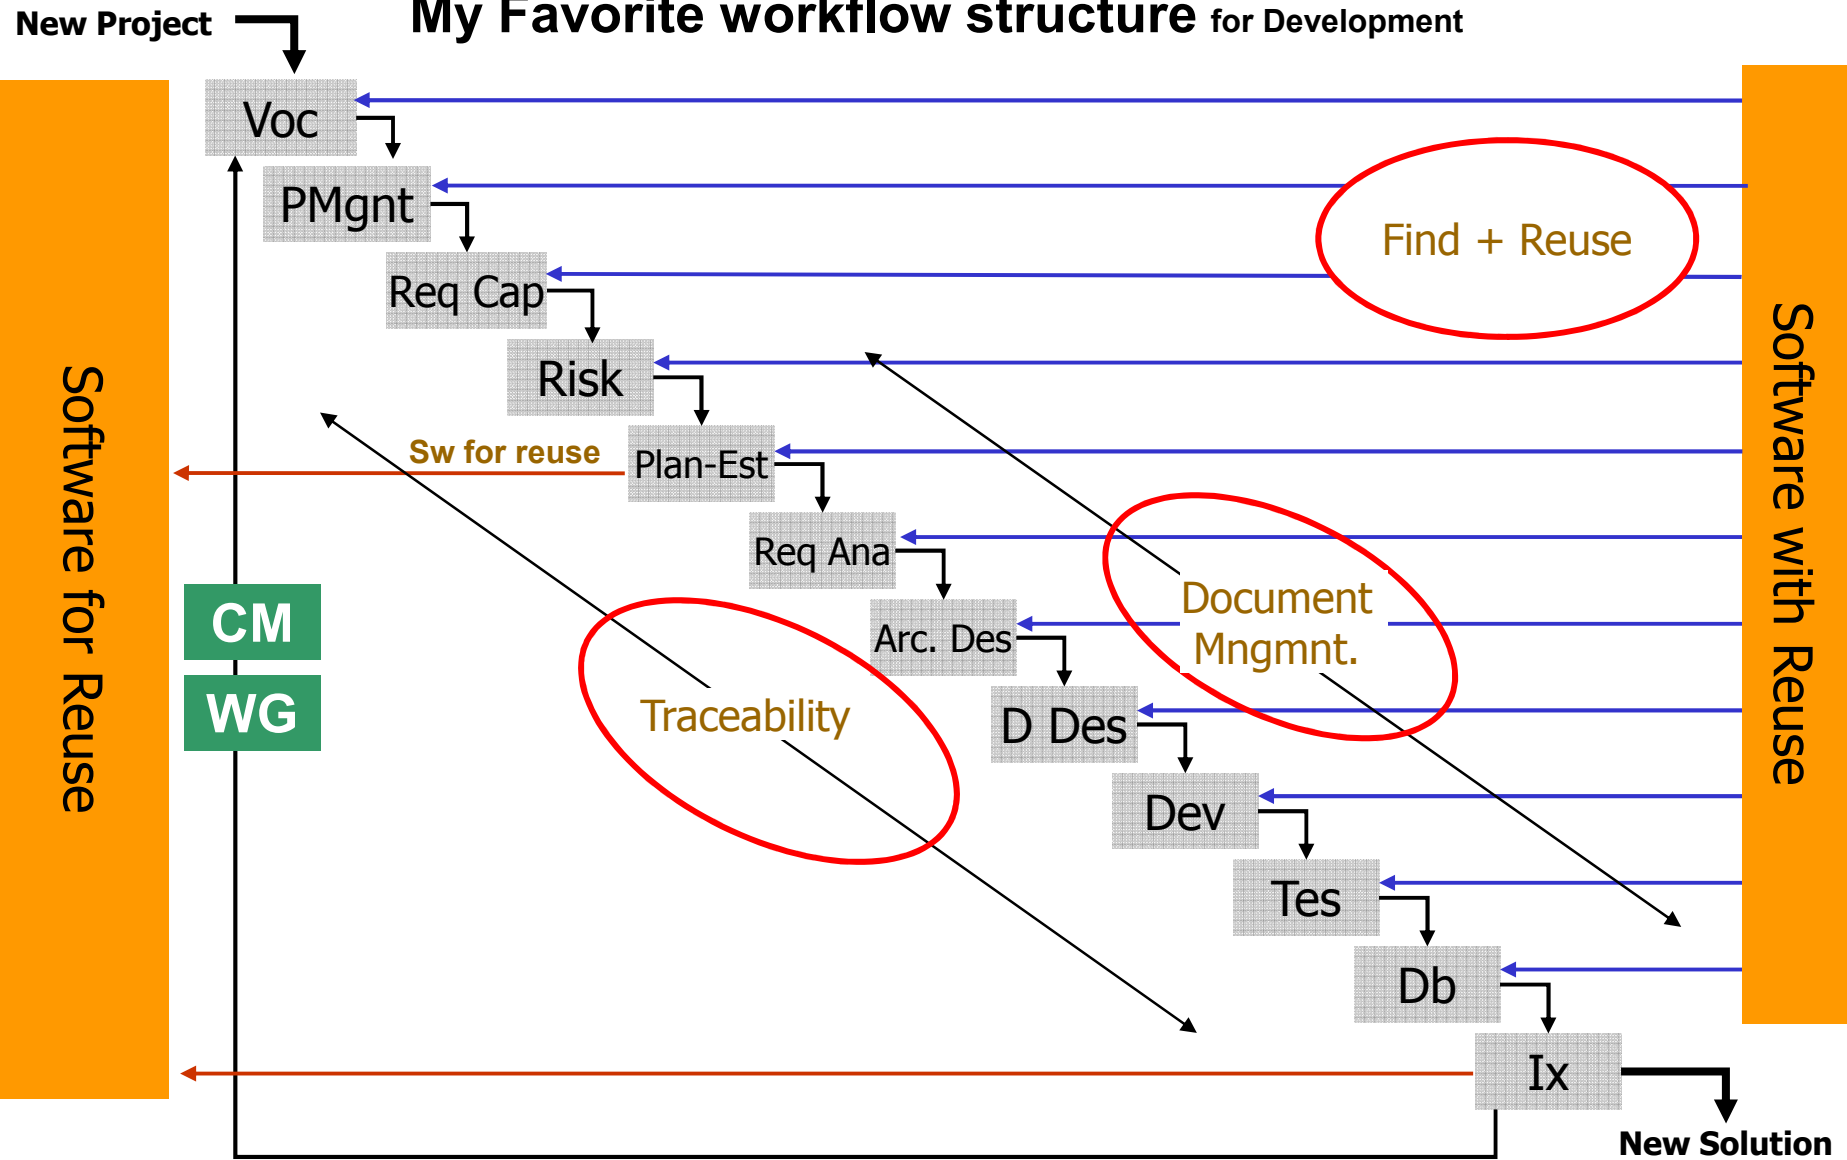 My Favorite workflow structure for Development
New Project
Voc
PMgnt
Req Cap
Risk
Plan-Est
Req Ana
Arc. Des
D Des
Dev
Tes
Db
Ix
New Solution
Software for Reuse
Software with Reuse
Find + Reuse
Sw for reuse
Document
Mngmnt.
Traceability
CM
WG